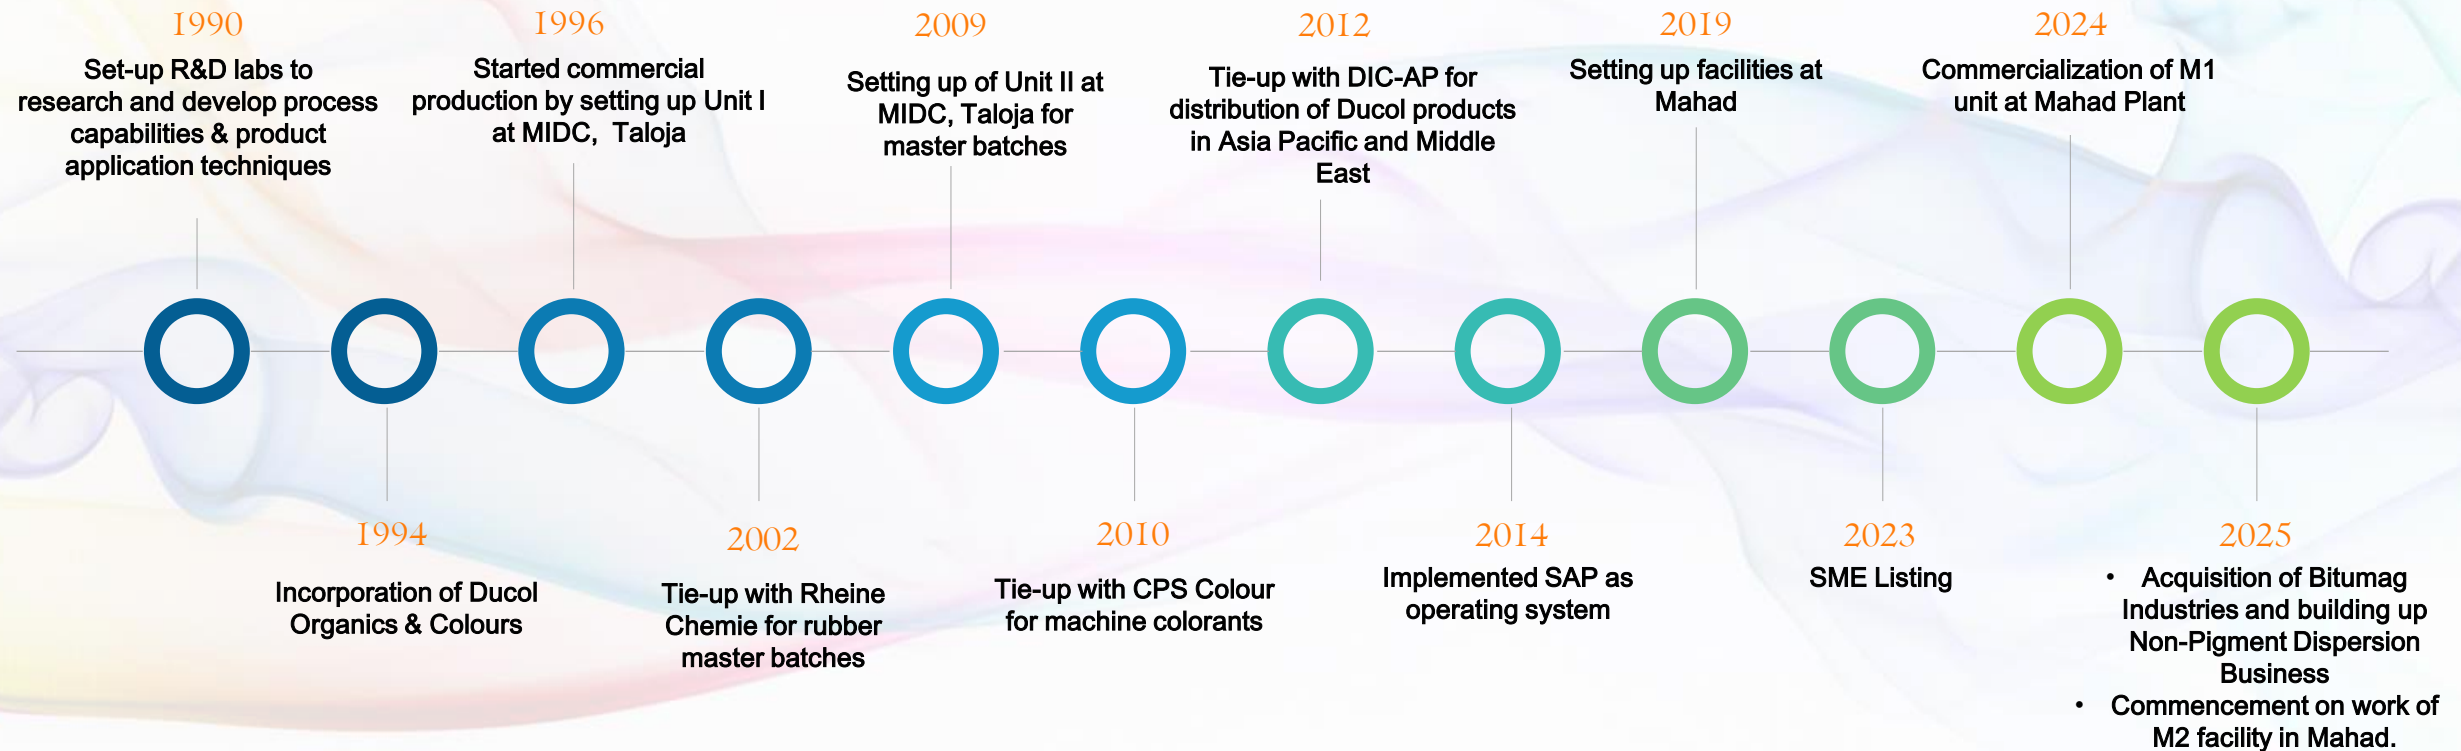 1990
Set-up R&D labs to
research and develop process
capabilities & product
application techniques
1996
Started commercial
production by setting up Unit I
at MIDC, Taloja
2009
Setting up of Unit II at
MIDC, Taloja for
master batches
2012
Tie-up with DIC-AP for
distribution of Ducol products
in Asia Pacific and Middle
East
2019
Setting up facilities at
Mahad
2024
Commercialization of M1
unit at Mahad Plant
1994
Incorporation of Ducol
Organics & Colours
2002
Tie-up with Rheine
Chemie for rubber
master batches
2010
Tie-up with CPS Colour
for machine colorants
2014
Implemented SAP as
operating system
2023
SME Listing
2025
• Acquisition of Bitumag
Industries and building up
Non-Pigment Dispersion
Business
• Commencement on work of
M2 facility in Mahad.